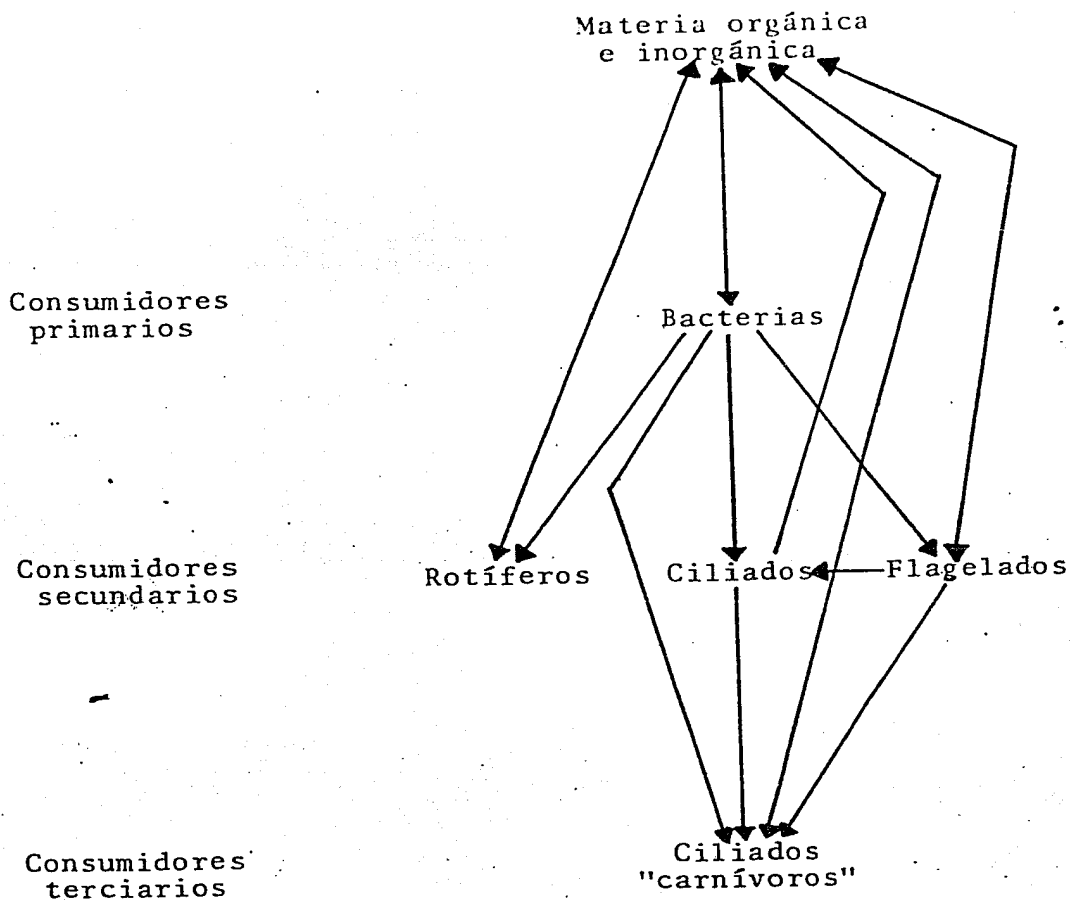 Materia orgánica
e inorgánica
Consumidores
primarios
Bacterias
Consumidores
secundarios
Rotíferos
Ciliados
Flagelados
Consumidores
terciarios
Ciliados
"carnívoros"